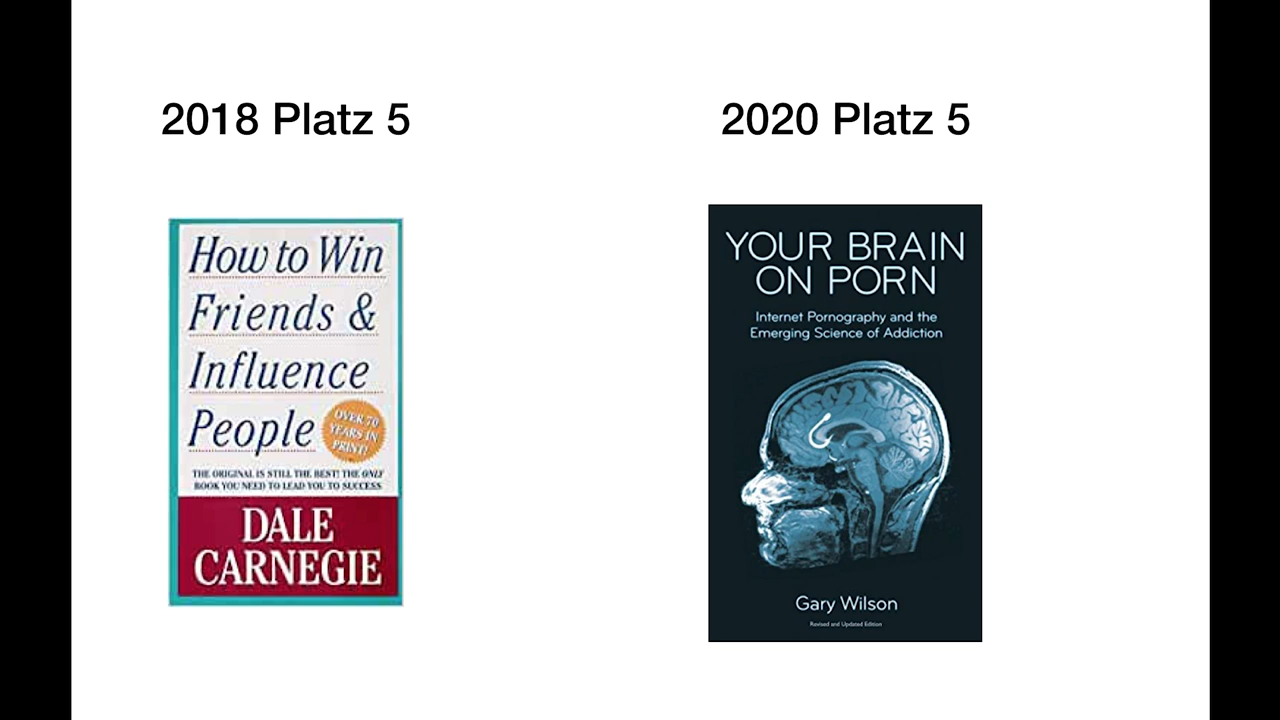 2018 Platz 5
How to Win
Friends &
Influence
People
OVER 70
YEARS IN
PRINT!
THE ORIGINAL IS STILL THE BEST! THE ONLY
BOOK YOU NEED TO LEAD YOU TO SUCCESS
DALE
CARNEGIE
2020 Platz 5
YOUR BRAIN
ON PORN
Internet Pornography and the
Emerging Science of Addiction
Gary Wilson
Revised and Updated Edition